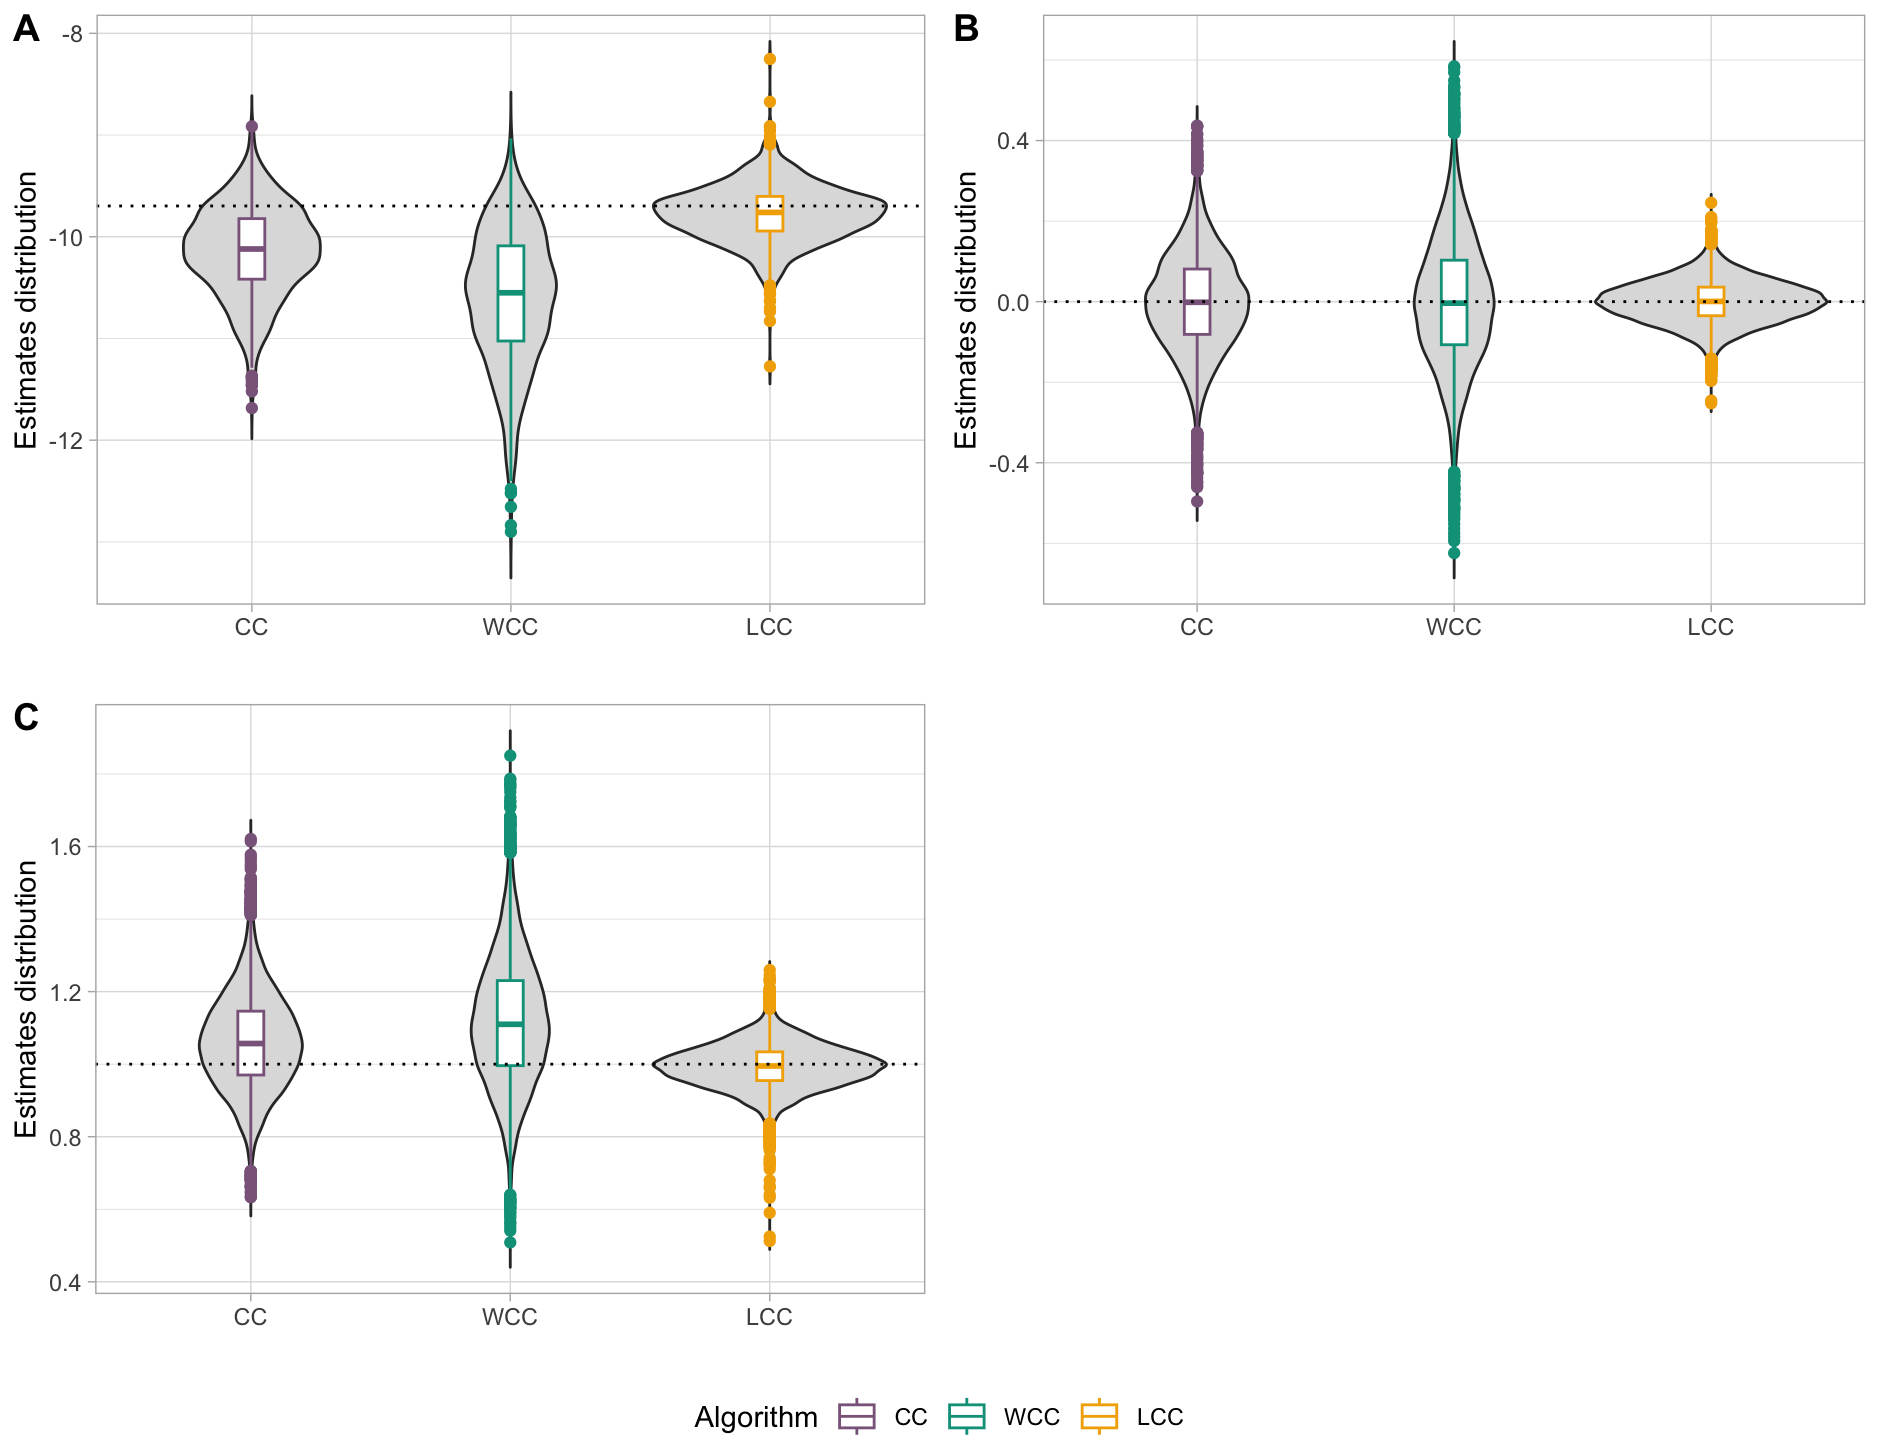 A
B
Estimates distribution
-8
-10
-12
CC WCC LCC
Estimates distribution
0.4
0.0
-0.4
CC WCC LCC
C
Estimates distribution
1.6
1.2
0.8
0.4
CC WCC LCC
Algorithm CC WCC LCC